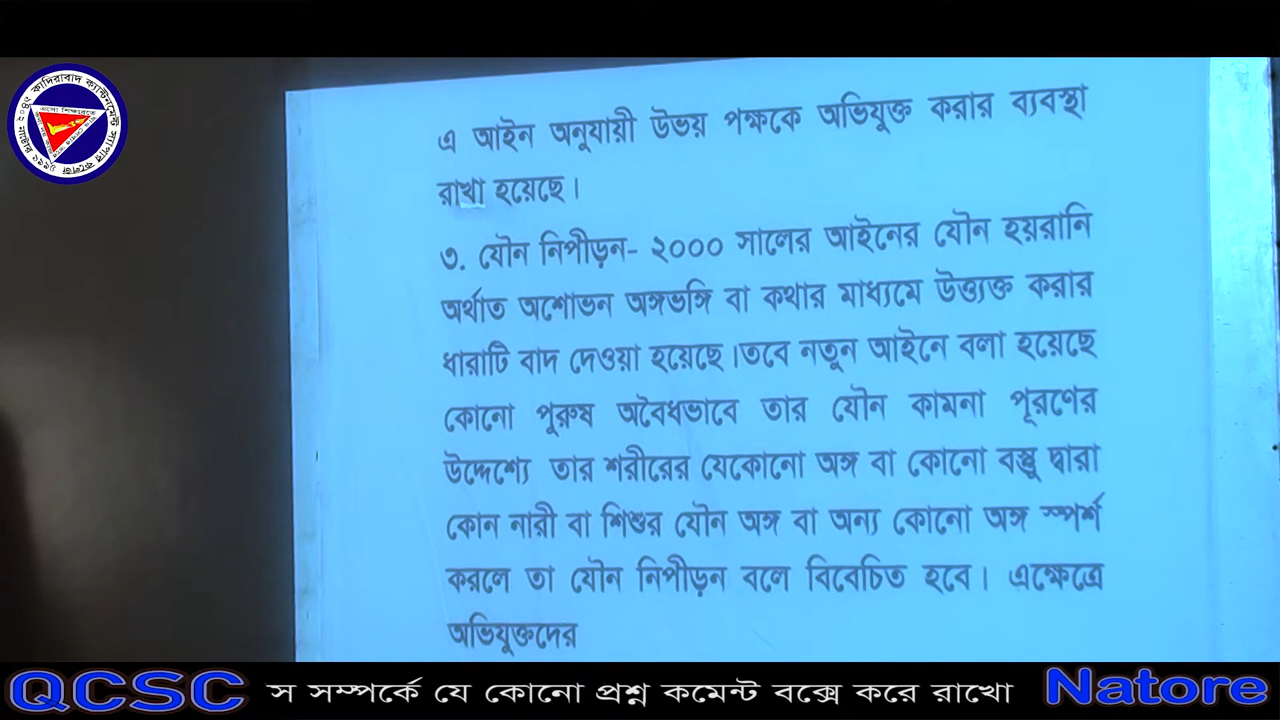 কাদিরাবাদ ক্যান্টনমেন্ট স্যাপার কলেজ
এ আইন অনুযায়ী উভয় পক্ষকে অভিযুক্ত করার ব্যবস্থা
রাখা হয়েছে।
৩. যৌন নিপীড়ন- ২০০০ সালের আইনের যৌন হয়রানি
অর্থাত অশোভন অঙ্গভঙ্গি বা কথার মাধ্যমে উত্ত্যক্ত করার
ধারাটি বাদ দেওয়া হয়েছে।তবে নতুন আইনে বলা হয়েছে
কোনো পুরুষ অবৈধভাবে তার যৌন কামনা পূরণের
উদ্দেশ্যে তার শরীরের যেকোনো অঙ্গ বা কোনো বস্তু দ্বারা
কোন নারী বা শিশুর যৌন অঙ্গ বা অন্য কোনো অঙ্গ স্পর্শ
করলে তা যৌন নিপীড়ন বলে বিবেচিত হবে। এক্ষেত্রে
অভিযুক্তদের
QCSC স সম্পর্কে যে কোনো প্রশ্ন কমেন্ট বক্সে করে রাখো Natore